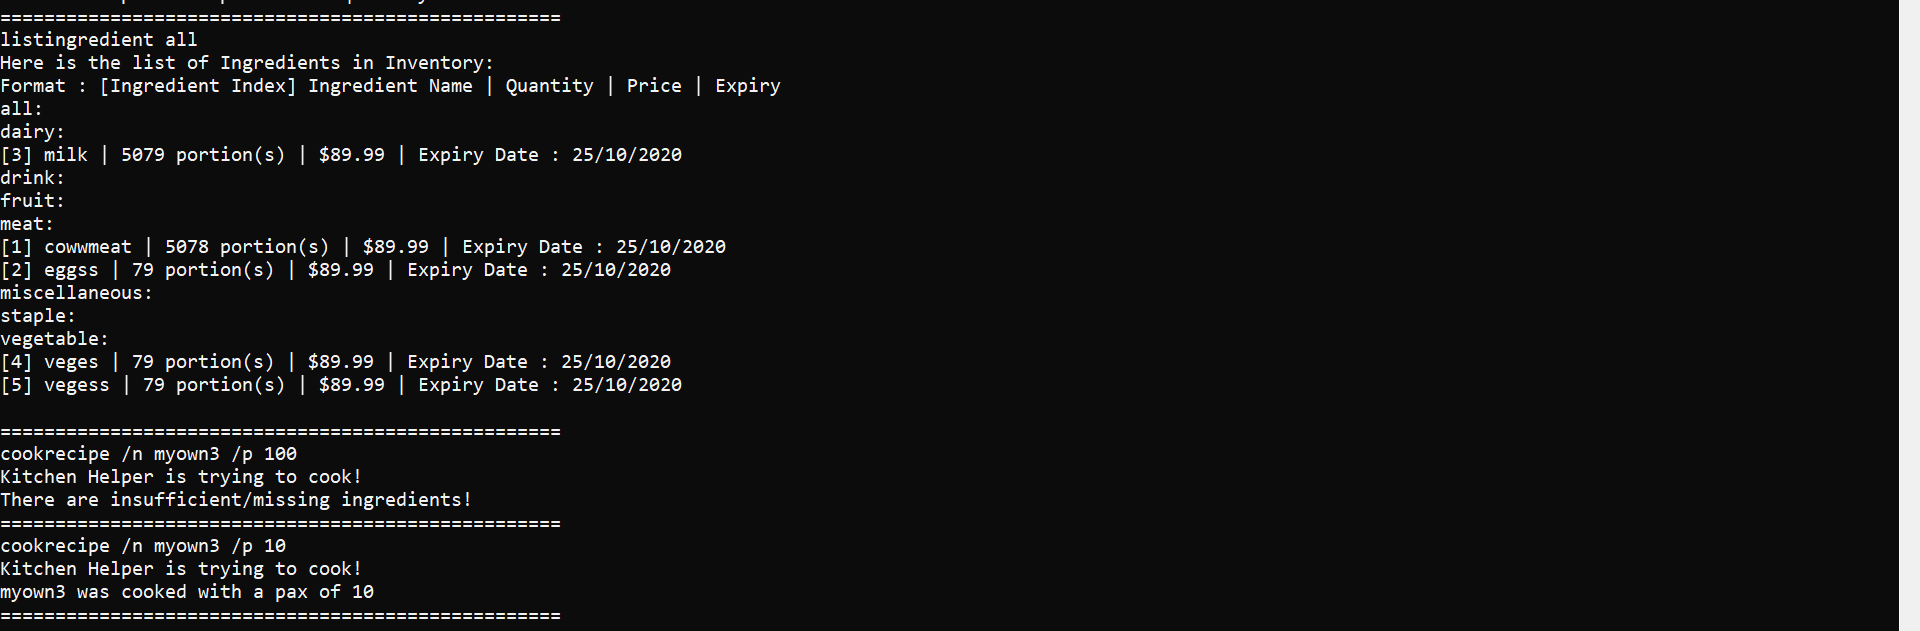 ==================================================
listingredient all
Here is the list of Ingredients in Inventory:
Format : [Ingredient Index] Ingredient Name | Quantity | Price | Expiry
all:
dairy:
[3] milk | 5079 portion(s) | $89.99 | Expiry Date : 25/10/2020
drink:
fruit:
meat:
[1] cowwmeat | 5078 portion(s) | $89.99 | Expiry Date : 25/10/2020
[2] eggss | 79 portion(s) | $89.99 | Expiry Date : 25/10/2020
miscellaneous:
staple:
vegetable:
[4] veges | 79 portion(s) | $89.99 | Expiry Date : 25/10/2020
[5] vegess | 79 portion(s) | $89.99 | Expiry Date : 25/10/2020
===================================================
cookrecipe /n myown3 /p 100
Kitchen Helper is trying to cook!
There are insufficient/missing ingredients!
===================================================
cookrecipe /n myown3 /p 10
Kitchen Helper is trying to cook!
myown3 was cooked with a pax of 10
===================================================